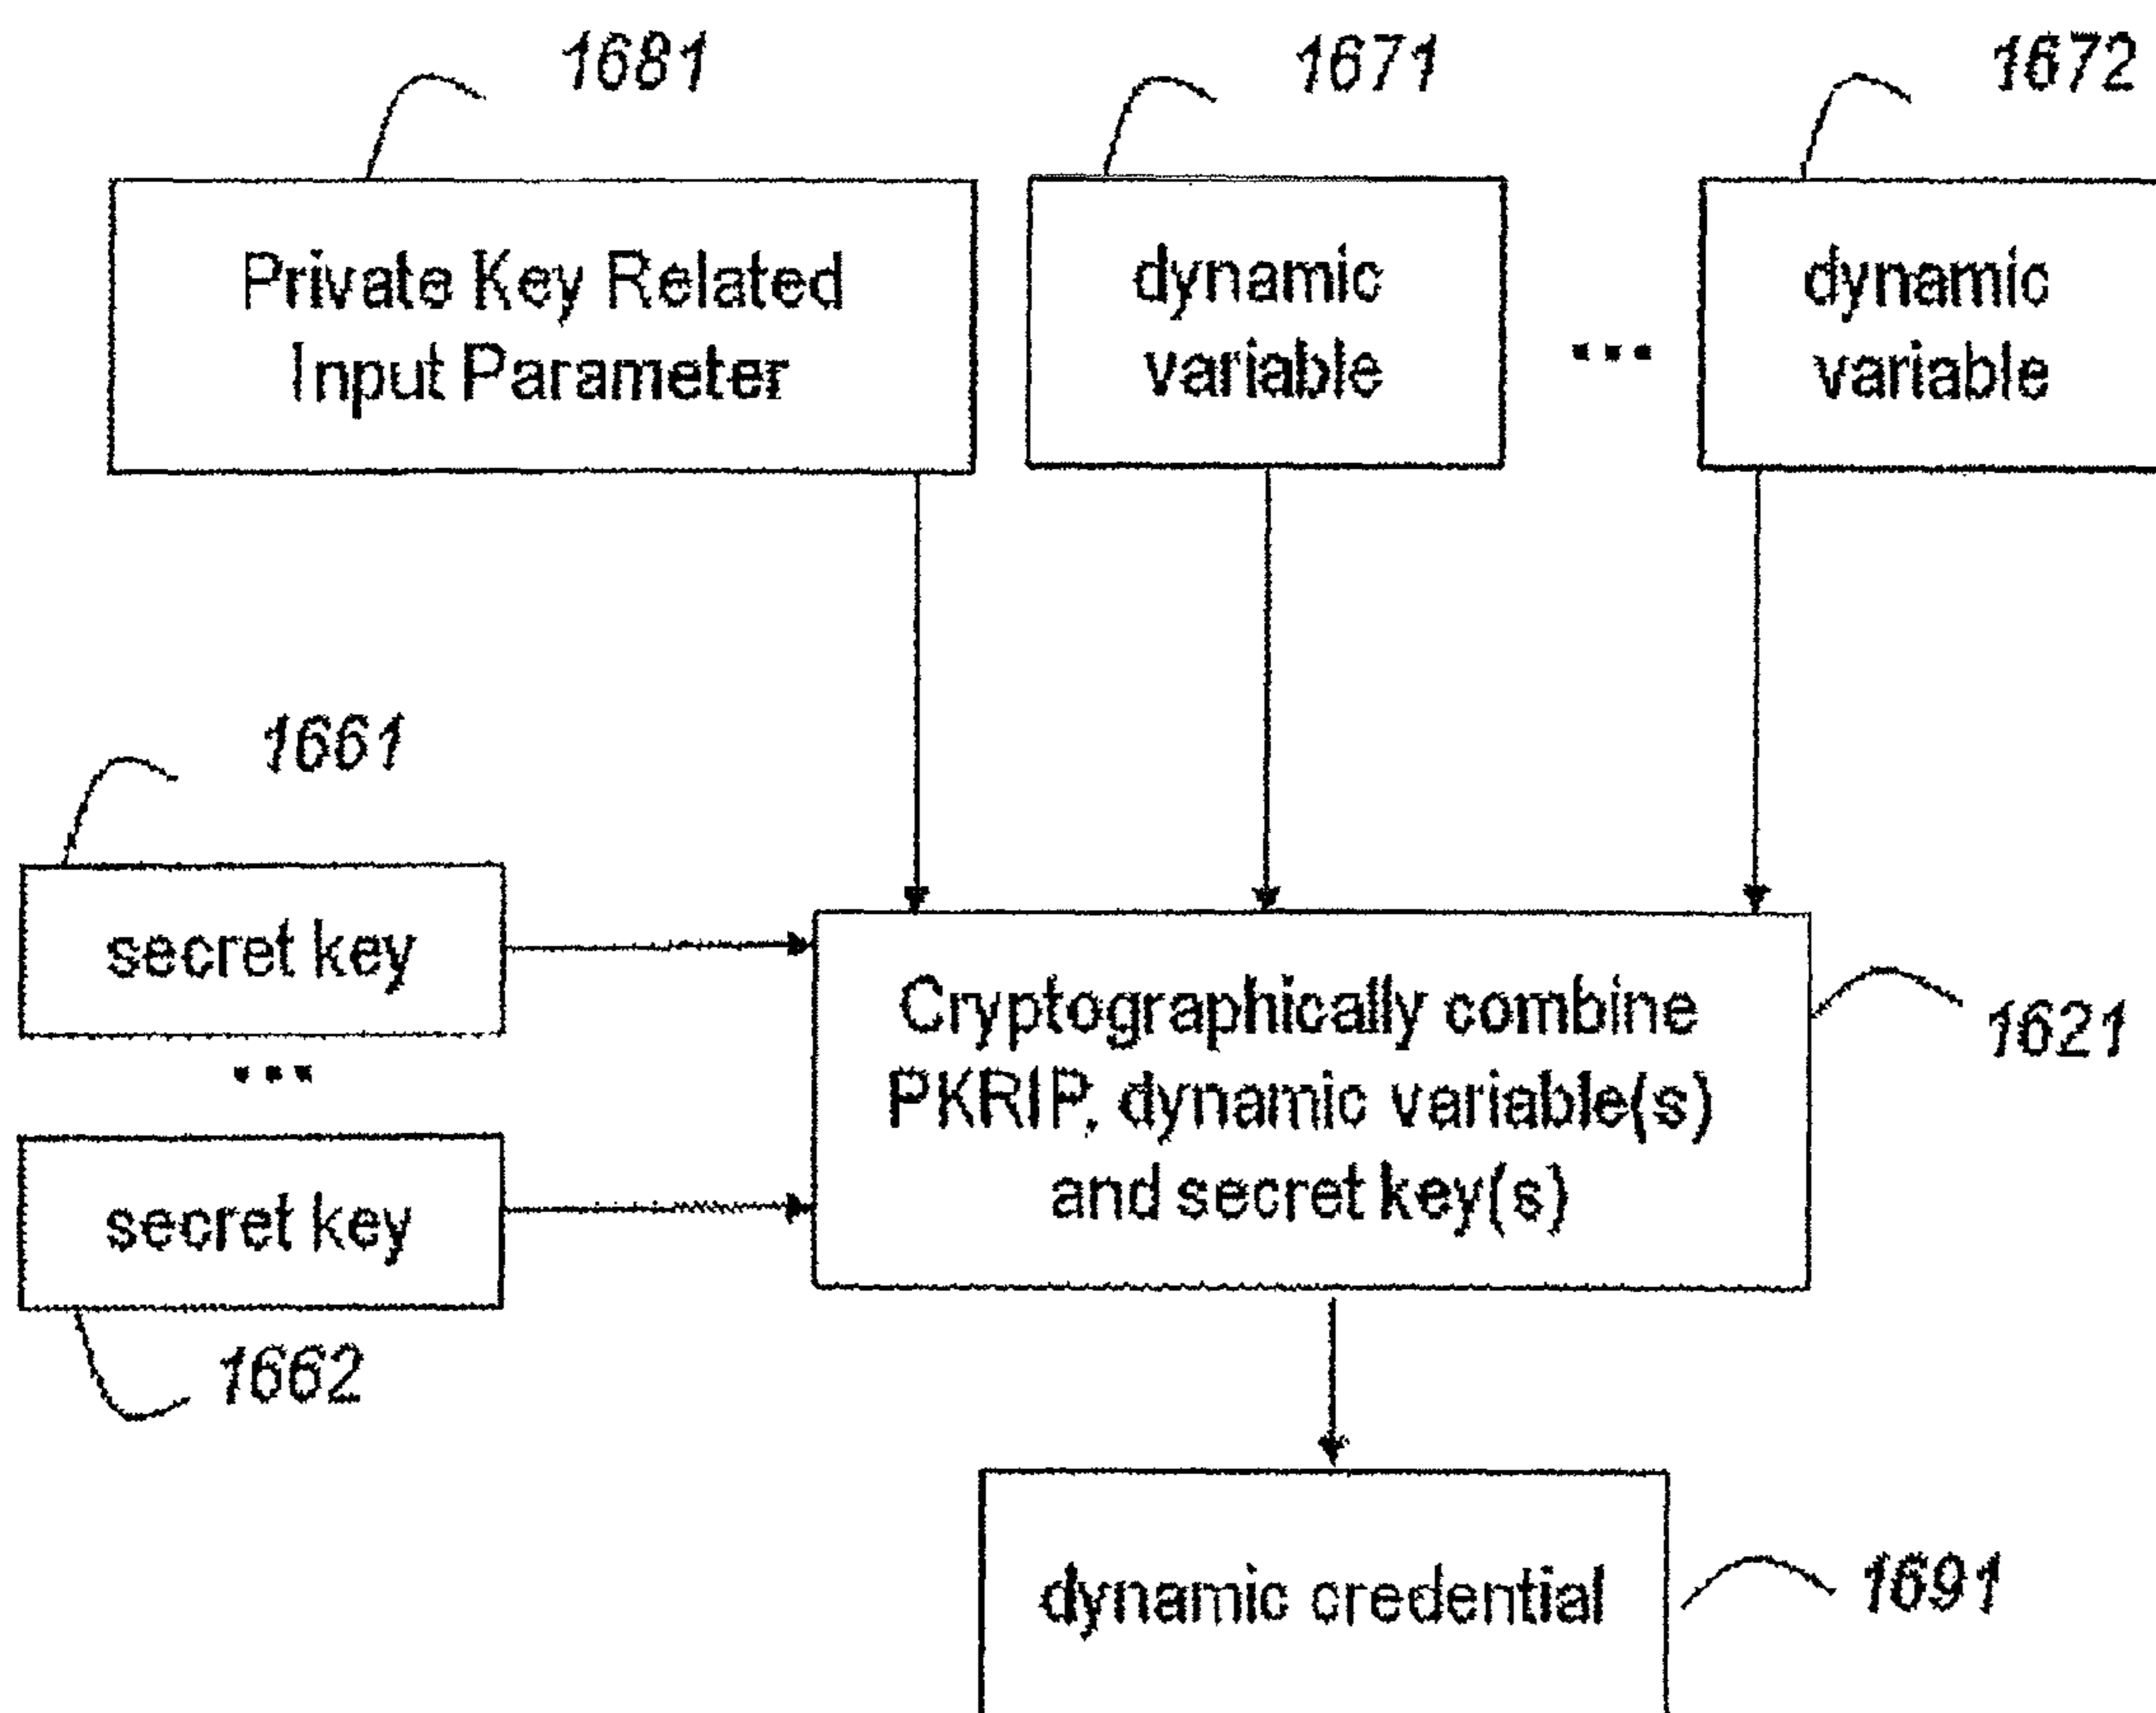 1681
1671
1672
Private Key Related
Input Parameter
dynamic
variable
...
dynamic
variable
1661
secret key
...
secret key
1662
Cryptographically combine
PKRIP, dynamic variable(s)
and secret key(s)
1621
dynamic credential
1691